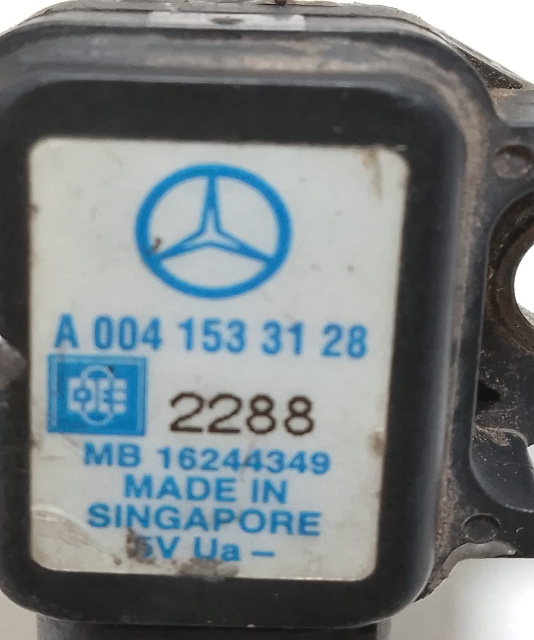 A 004 153 31 28
2288
MB 16244349
MADE IN
SINGAPORE
5V Ua –